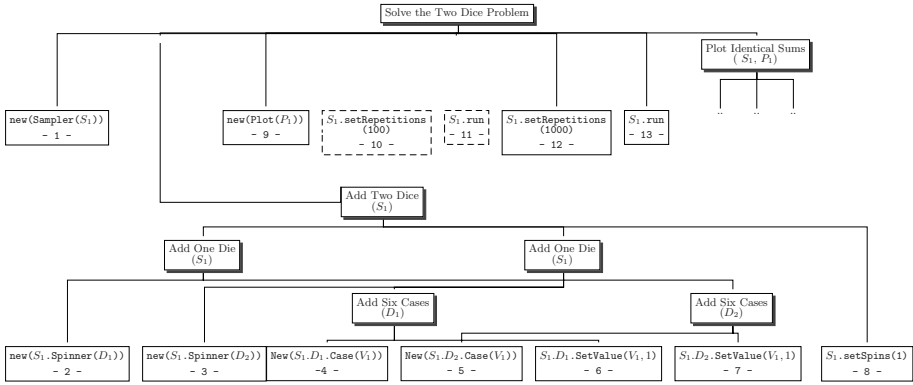 Solve the Two Dice Problem
Plot Identical Sums
( S₁, P₁)
.. .. ..
new(Sampler(S₁))
- 1 -
new(Plot(P₁))
- 9 -
S₁.setRepetitions
(100)
- 10 -
S₁.run
- 11 -
S₁.setRepetitions
(1000)
- 12 -
S₁.run
- 13 -
Add Two Dice
(S₁)
Add One Die
(S₁)
Add One Die
(S₁)
Add Six Cases
(D₁)
Add Six Cases
(D₂)
new(S₁.Spinner(D₁))
- 2 -
new(S₁.Spinner(D₂))
- 3 -
New(S₁.D₁.Case(V₁))
-4 -
New(S₁.D₂.Case(V₁))
- 5 -
S₁.D₁.SetValue(V₁,1)
- 6 -
S₁.D₂.SetValue(V₁,1)
- 7 -
S₁.setSpins(1)
- 8 -